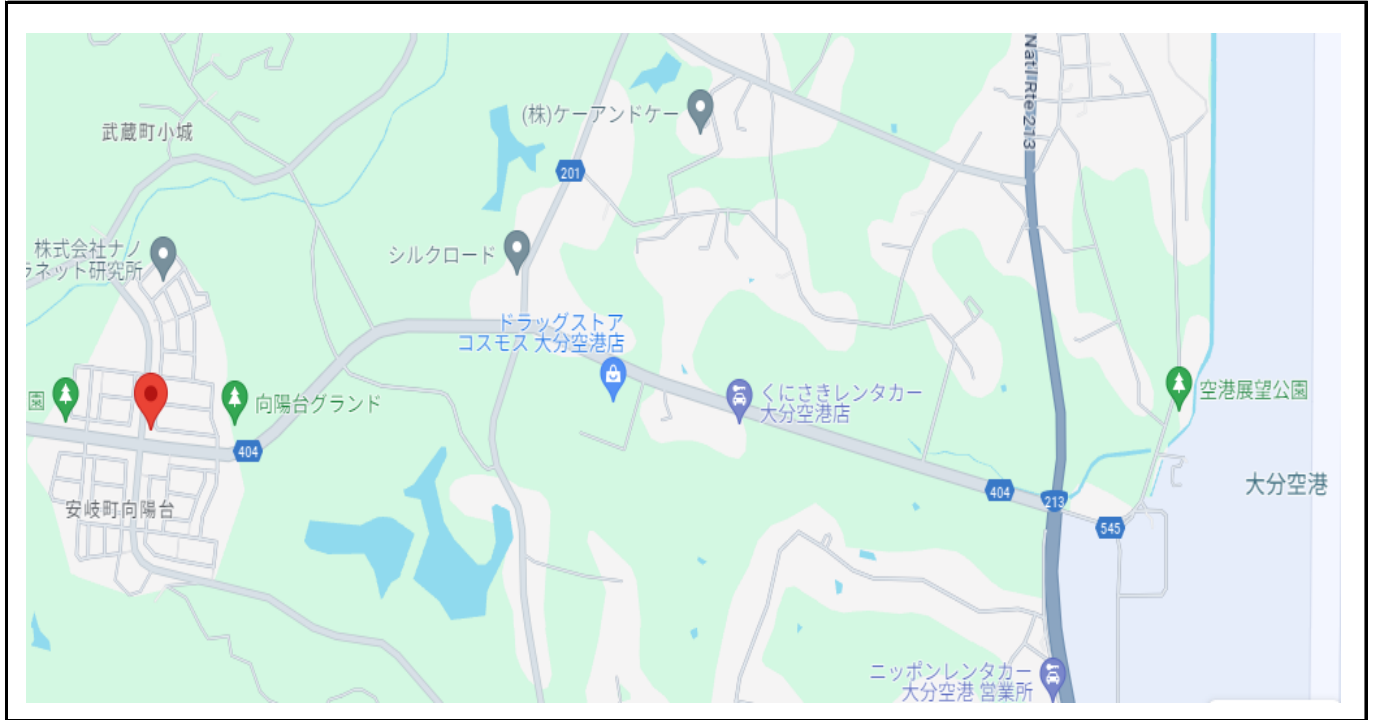 Natl Rte 213
(株)ケーアンドケー
武蔵町小城
201
株式会社ナノ
ラネット研究所
シルクロード
ドラッグストア
コスモス 大分空港店
くにさきレンタカー
大分空港店
空港展望公園
園
向陽台グランド
404
大分空港
404
213
安岐町向陽台
545
ニッポンレンタカー
大分空港 営業所